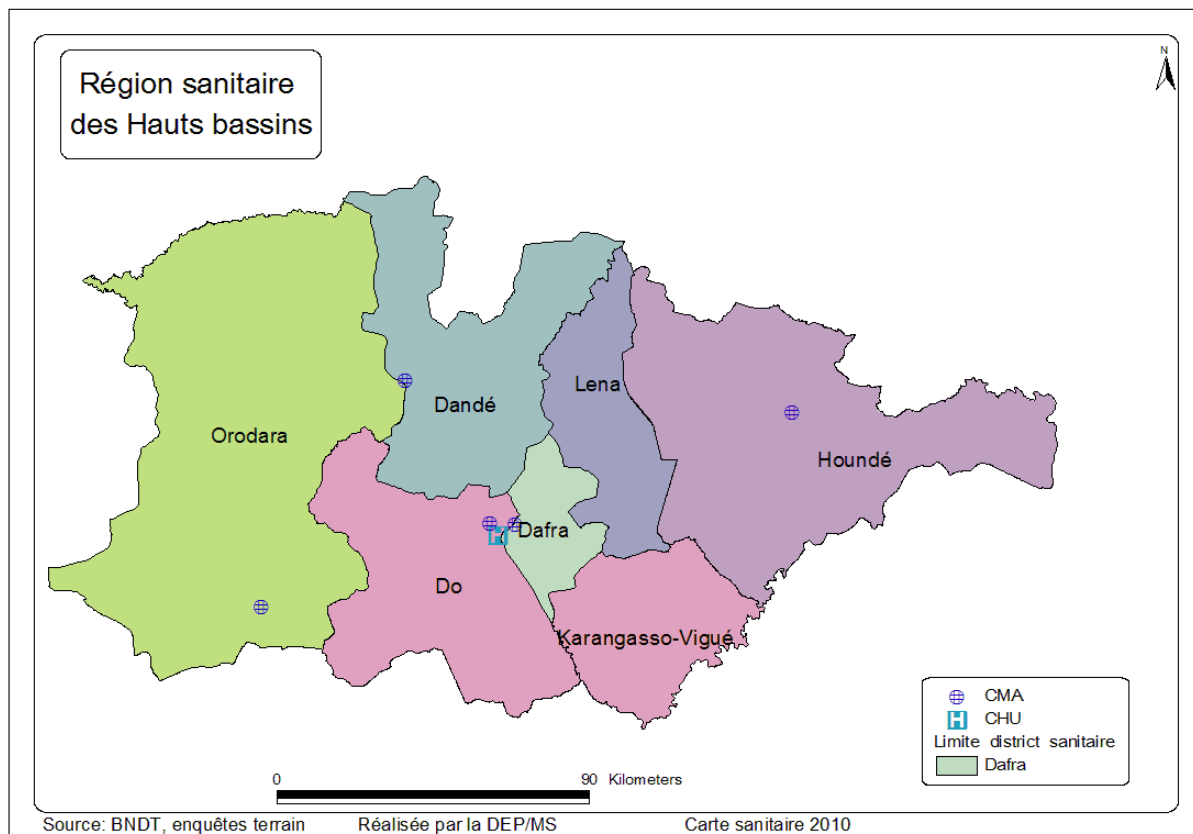 Région sanitaire
des Hauts bassins
N
Dandé
Lena
Orodara
Houndé
Dafra
H
Do
Karangasso-Vigué
CMA
H CHU
Limite district sanitaire
Dafra
0 90 Kilometers
Source: BNDT, enquêtes terrain Réalisée par la DEP/MS Carte sanitaire 2010